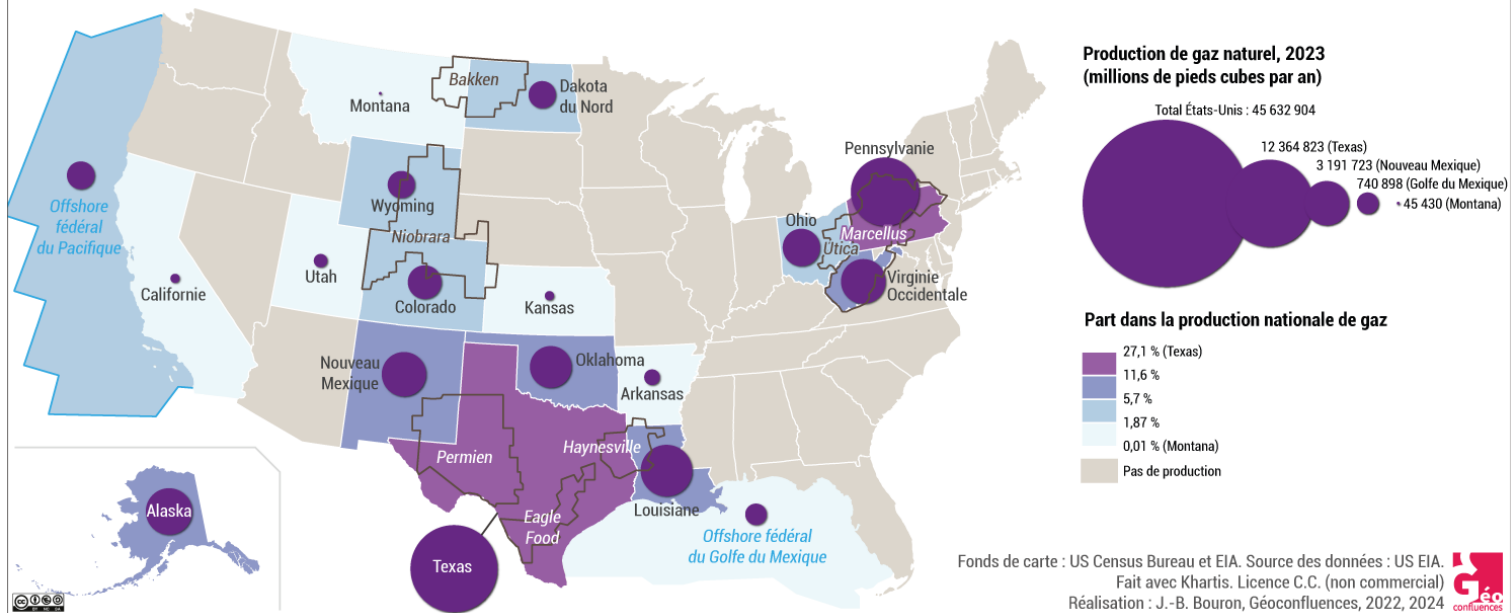 Bakken
Montana
Dakota
du Nord
Wyoming
Niobrara
Offshore
fédéral
du Pacifique
Utah
Californie
Colorado
Kansas
Pennsylvanie
Ohio
Utica
Marcellus
Virginie
Occidentale
Nouveau
Mexique
Oklahoma
Arkansas
Permien
Haynesville
Eagle
Food
Louisiane
Texas
Alaska
Offshore fédéral
du Golfe du Mexique
Production de gaz naturel, 2023
(millions de pieds cubes par an)
Total États-Unis : 45 632 904
12 364 823 (Texas)
3 191 723 (Nouveau Mexique)
740 898 (Golfe du Mexique)
45 430 (Montana)
Part dans la production nationale de gaz
27,1 % (Texas)
11,6 %
5,7 %
1,87 %
0,01 % (Montana)
Pas de production
Fonds de carte : US Census Bureau et EIA. Source des données : US EIA.
Fait avec Khartis. Licence C.C. (non commercial)
Réalisation : J.-B. Bouron, Géoconfluences, 2022, 2024
Géo
confluences